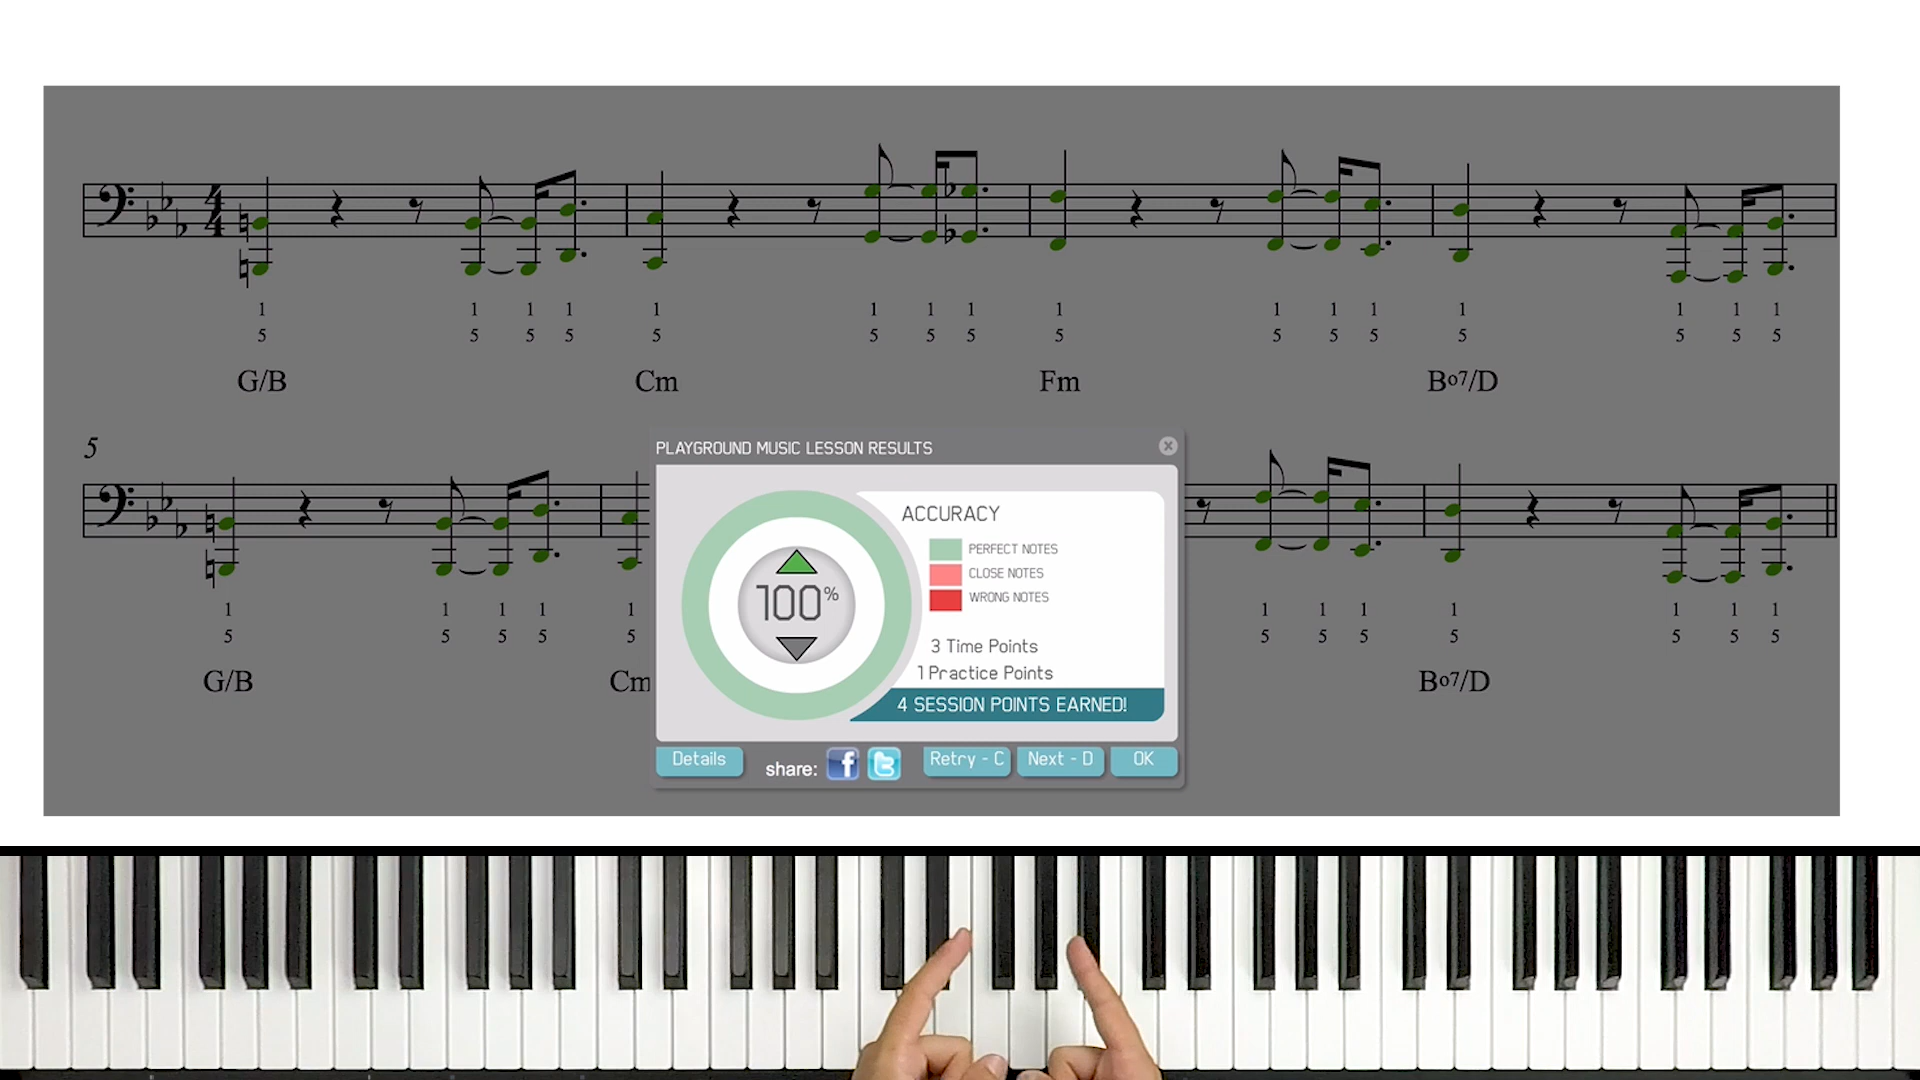 4
4
1 1 1 1 1 1 1 1 1 1 1 1 1 1 1 1
5 5 5 5 5 5 5 5 5 5 5 5 5 5 5 5
G/B Cm Fm Bo7/D
5
PLAYGROUND MUSIC LESSON RESULTS
ACCURACY
PERFECT NOTES
CLOSE NOTES
WRONG NOTES
100%
3 Time Points
1 Practice Points
4 SESSION POINTS EARNED!
1 1 1 1 1 1 1 1 1 1 1 1
5 5 5 5 5 5 5 5 5 5 5 5
G/B Cm Bo7/D
Details share: f t Retry - C Next - D OK